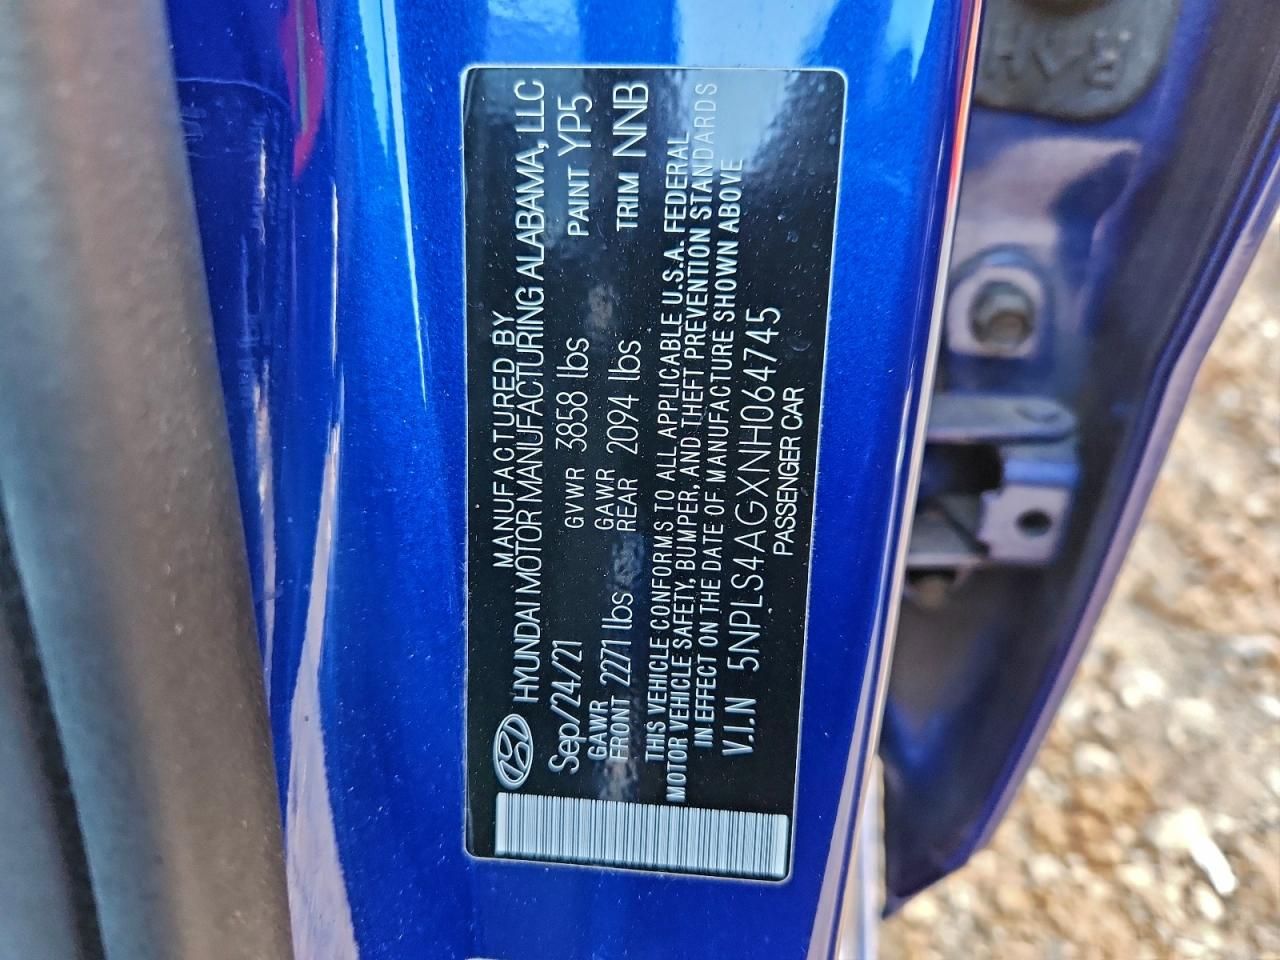 MANUFACTURED BY
HYUNDAI MOTOR MANUFACTURING ALABAMA, LLC
Sep/24/21 GVWR 3858 lbs PAINT YP5
GAWR FRONT 2271 lbs GAWR REAR 2094 lbs TRIM NNB
THIS VEHICLE CONFORMS TO ALL APPLICABLE U.S.A. FEDERAL
MOTOR VEHICLE SAFETY, BUMPER, AND THEFT PREVENTION STANDARDS
IN EFFECT ON THE DATE OF MANUFACTURE SHOWN ABOVE
V.I.N 5NPLS4AGXNH064745
PASSENGER CAR